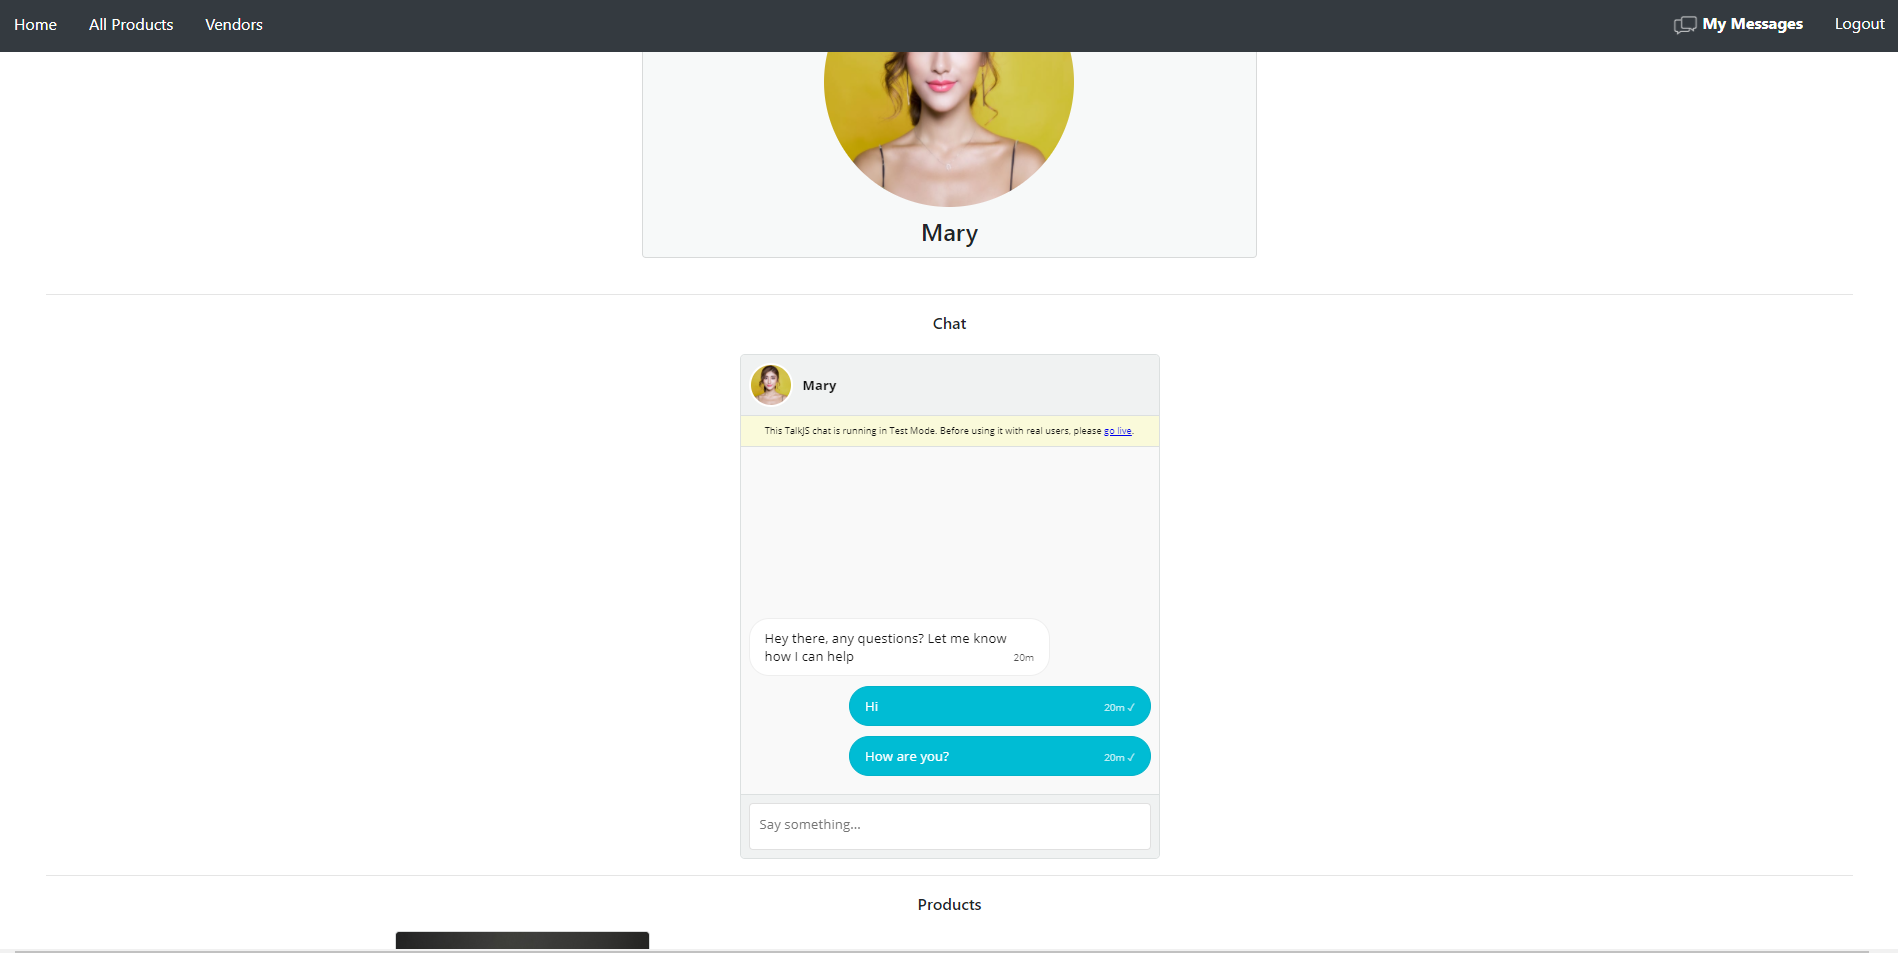 Home All Products Vendors My Messages Logout
Mary
Chat
Mary
This TalkJS chat is running in Test Mode. Before using it with real users, please go live.
Hey there, any questions? Let me know
how I can help 20m
Hi 20m ✓
How are you? 20m ✓
Say something...
Products